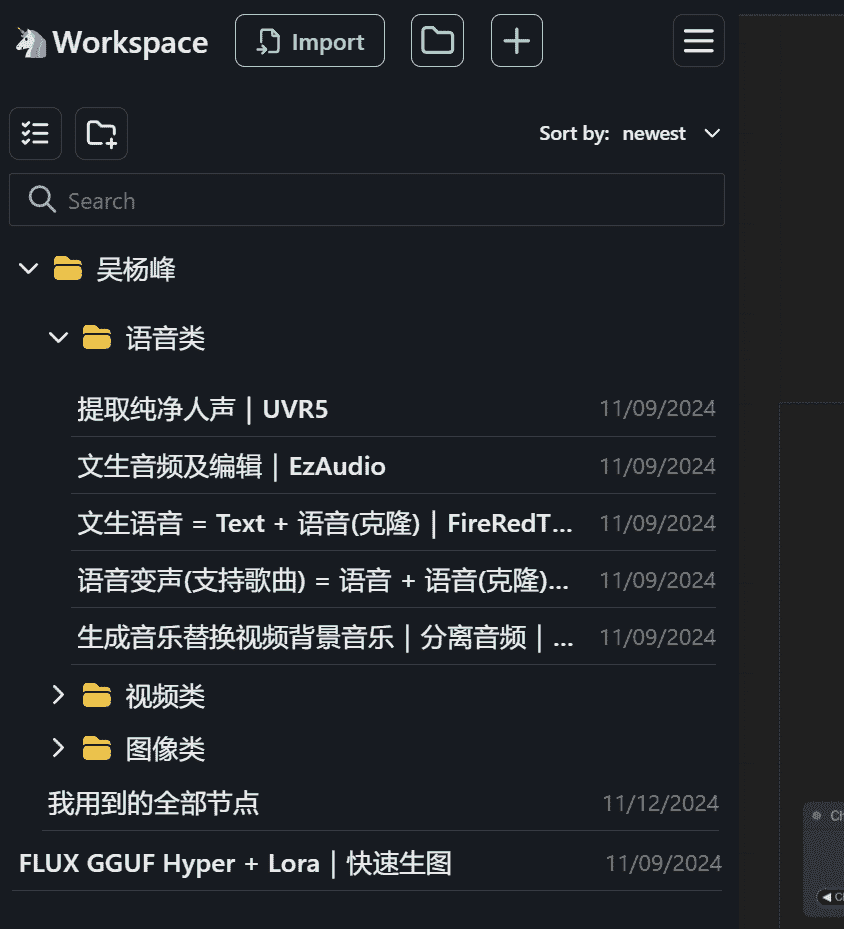 Workspace Import
Sort by: newest
Search
吴杨峰
语音类
提取纯净人声 | UVR5 11/09/2024
文生音频及编辑 | EzAudio 11/09/2024
文生语音 = Text + 语音(克隆) | FireRedT... 11/09/2024
语音变声(支持歌曲) = 语音 + 语音(克隆)... 11/09/2024
生成音乐替换视频背景音乐 | 分离音频 | ... 11/09/2024
视频类
图像类
我用到的全部节点 11/12/2024
FLUX GGUF Hyper + Lora | 快速生图 11/09/2024